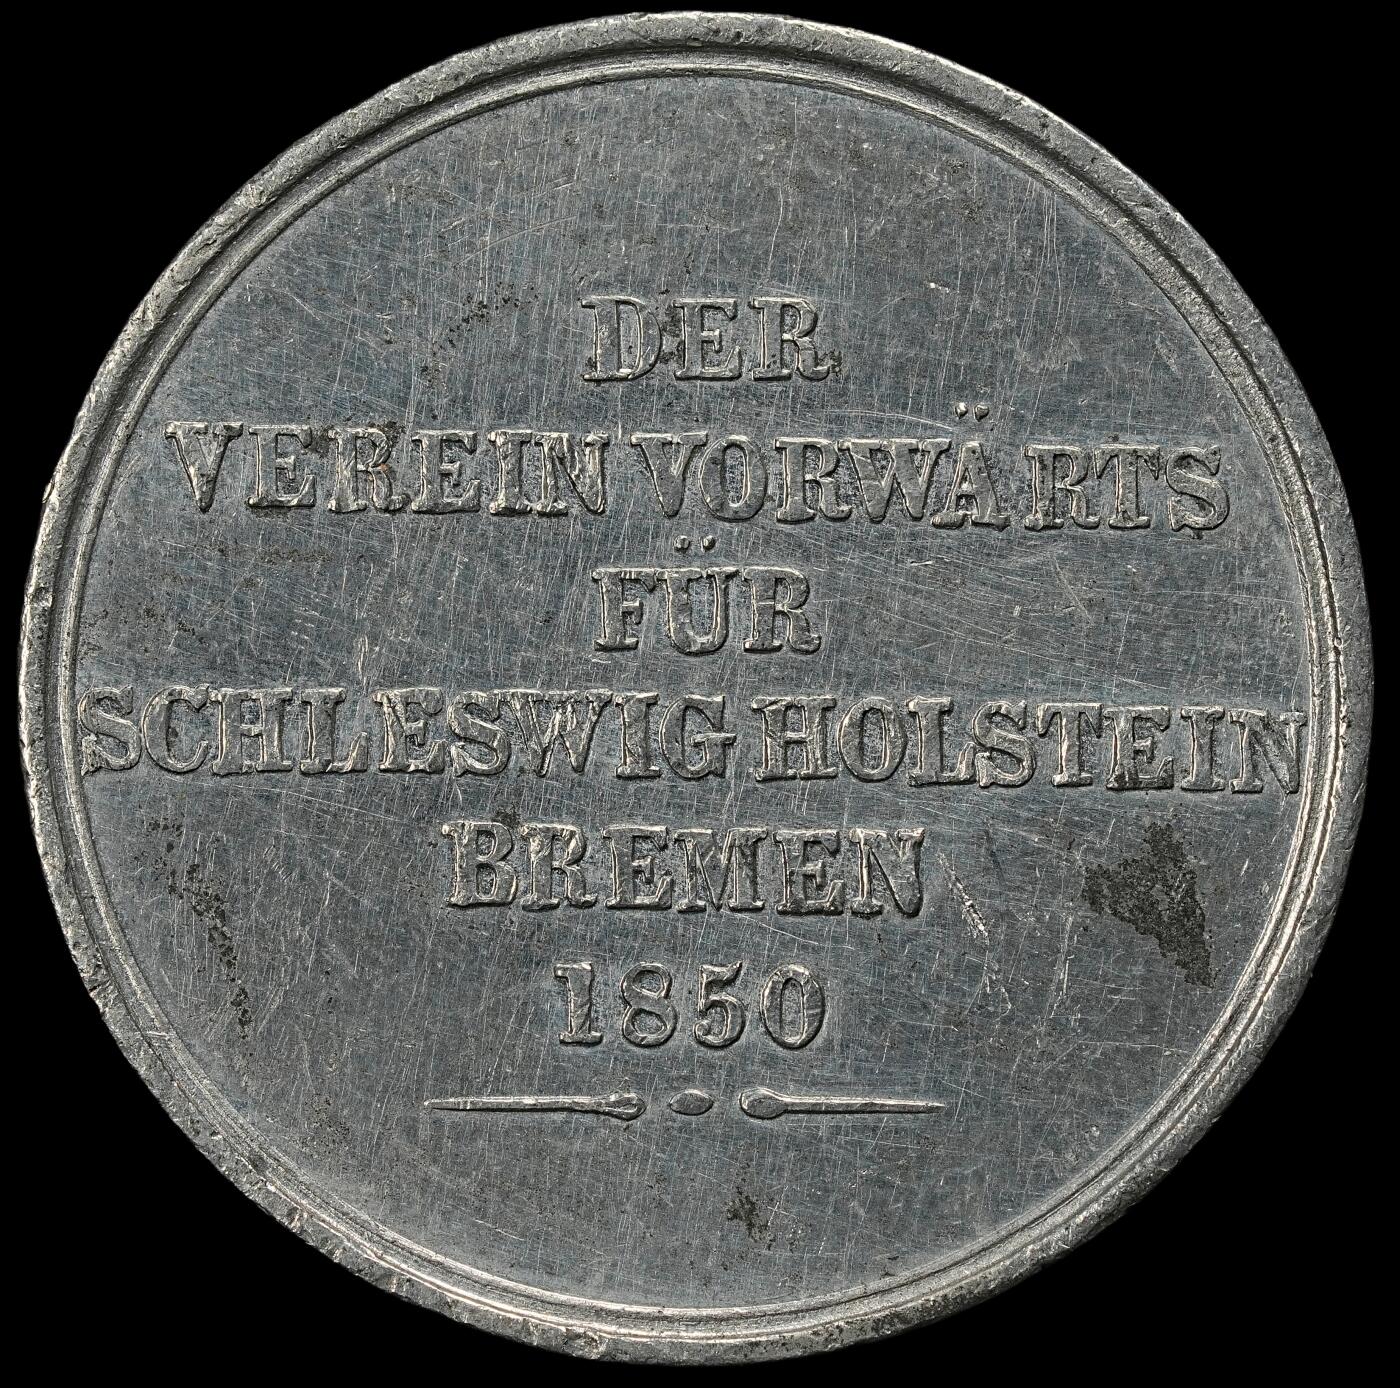 DER
VEREIN VORWÄRTS
FÜR
SCHLESWIG HOLSTEIN
BREMEN
1850